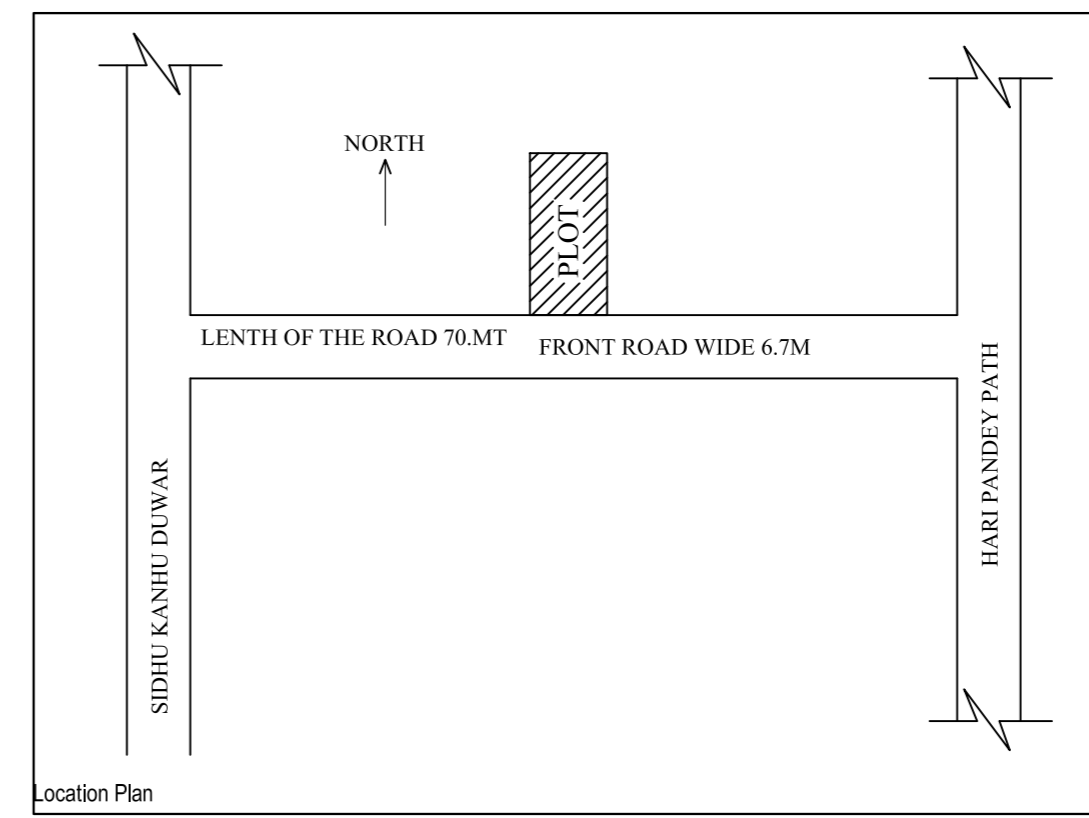 NORTH
PLOT
LENTH OF THE ROAD 70.MT
FRONT ROAD WIDE 6.7M
SIDHU KANHU DUWAR
HARI PANDEY PATH
Location Plan